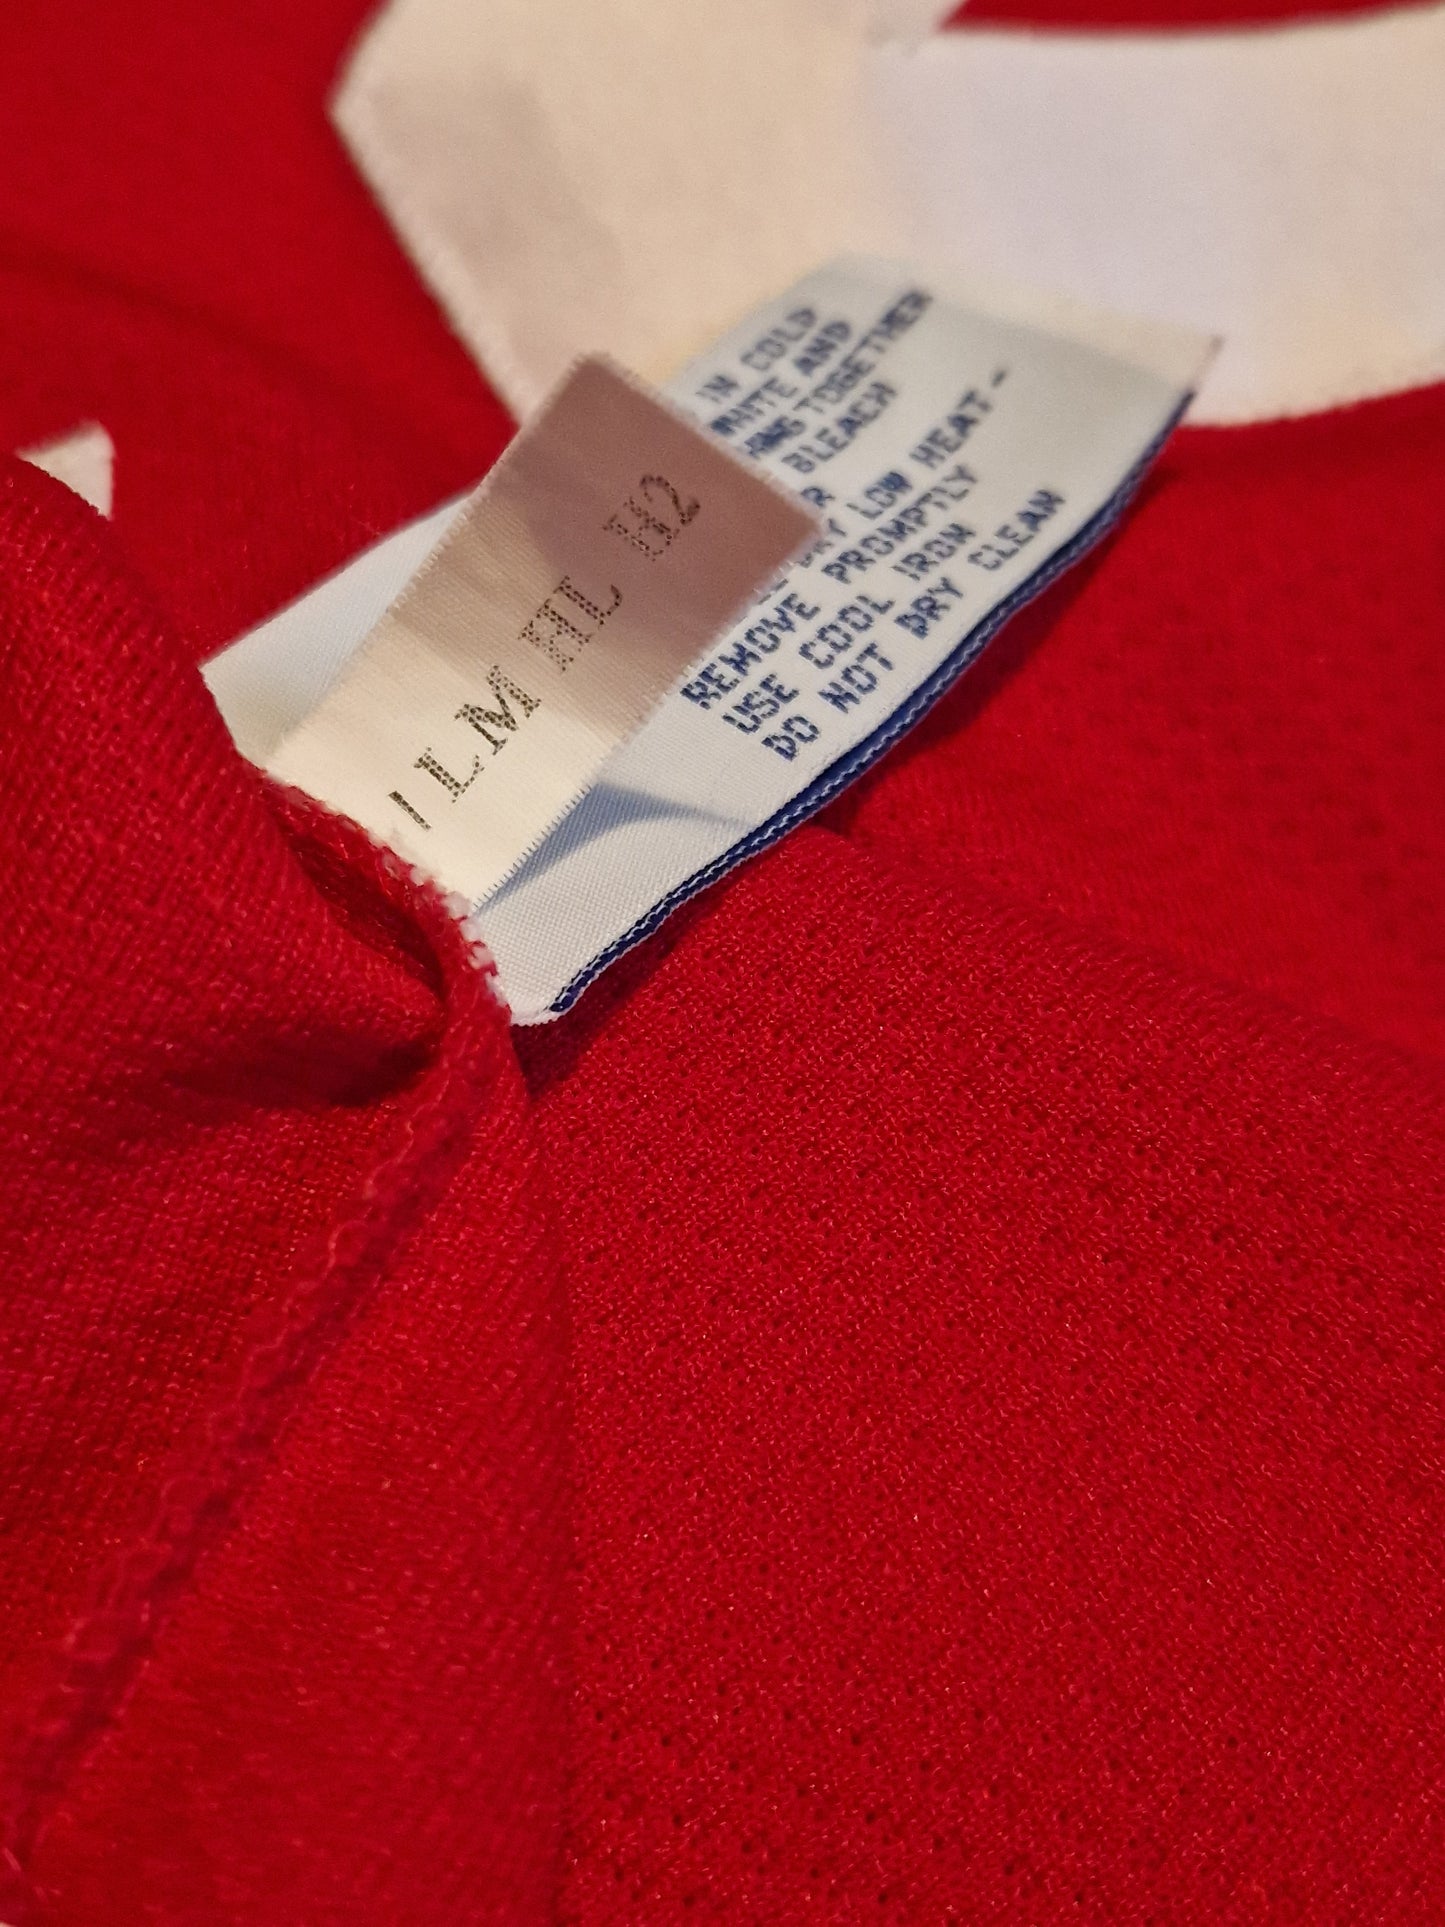 I LM HL H2
IN COLD
WHITE AND
TOGETHER
BLEACH
LOW HEAT-
REMOVE PROMPTLY
USE COOL IRON
DO NOT DRY CLEAN